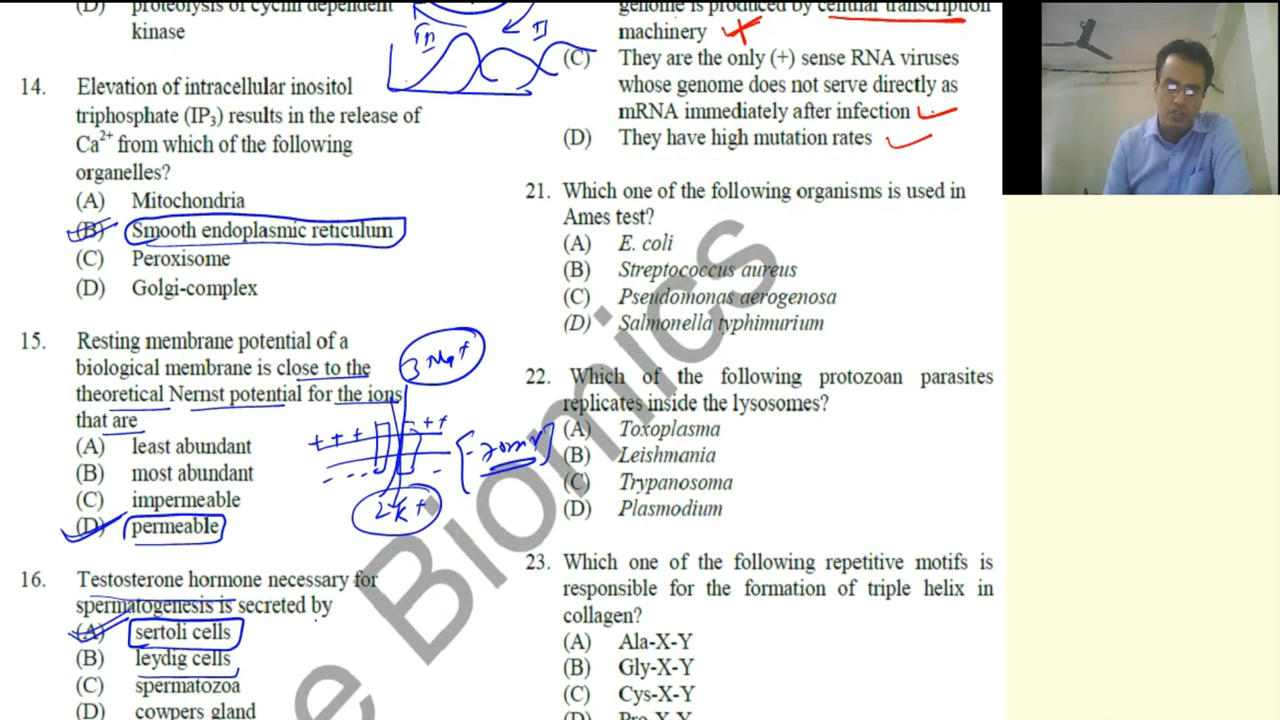 (D) proteolysis of cyclin dependent
kinase
14. Elevation of intracellular inositol
triphosphate (IP3) results in the release of
Ca2+ from which of the following
organelles?
(A) Mitochondria
(B) Smooth endoplasmic reticulum
(C) Peroxisome
(D) Golgi-complex
15. Resting membrane potential of a
biological membrane is close to the
theoretical Nernst potential for the ions
that are
(A) least abundant
(B) most abundant
(C) impermeable
(D) permeable
3 Na+
+ + +
+ +
- - -
-
2K+
-70mV
16. Testosterone hormone necessary for
spermatogenesis is secreted by
(A) sertoli cells
(B) leydig cells
(C) spermatozoa
(D) cowpers gland
genome is produced by central transcription
machinery
(C) They are the only (+) sense RNA viruses
whose genome does not serve directly as
mRNA immediately after infection
(D) They have high mutation rates
21. Which one of the following organisms is used in
Ames test?
(A) E. coli
(B) Streptococcus aureus
(C) Pseudomonas aerogenosa
(D) Salmonella typhimurium
22. Which of the following protozoan parasites
replicates inside the lysosomes?
(A) Toxoplasma
(B) Leishmania
(C) Trypanosoma
(D) Plasmodium
23. Which one of the following repetitive motifs is
responsible for the formation of triple helix in
collagen?
(A) Ala-X-Y
(B) Gly-X-Y
(C) Cys-X-Y
(D) Pro-X-Y
Biomics